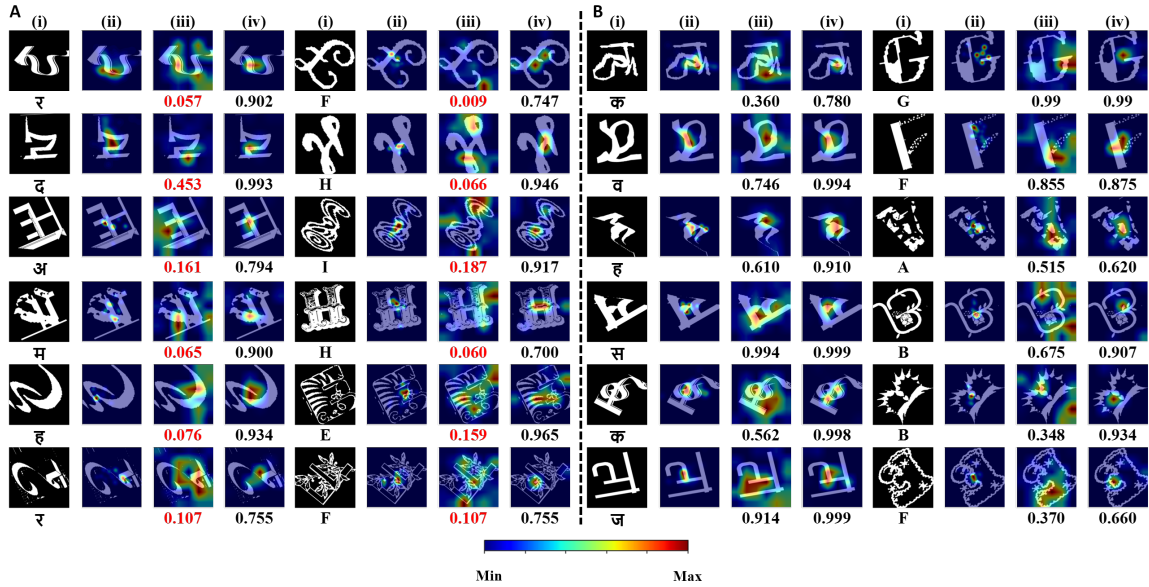 A B
(i) (ii) (iii) (iv) (i) (ii) (iii) (iv) (i) (ii) (iii) (iv) (i) (ii) (iii) (iv)
र 0.057 0.902 F 0.009 0.747 क 0.360 0.780 G 0.99 0.99
द 0.453 0.993 H 0.066 0.946 व 0.746 0.994 F 0.855 0.875
अ 0.161 0.794 I 0.187 0.917 ह 0.610 0.910 A 0.515 0.620
म 0.065 0.900 H 0.060 0.700 स 0.994 0.999 B 0.675 0.907
ह 0.076 0.934 E 0.159 0.965 क 0.562 0.998 B 0.348 0.934
र 0.107 0.755 F 0.107 0.755 ज 0.914 0.999 F 0.370 0.660
Min Max